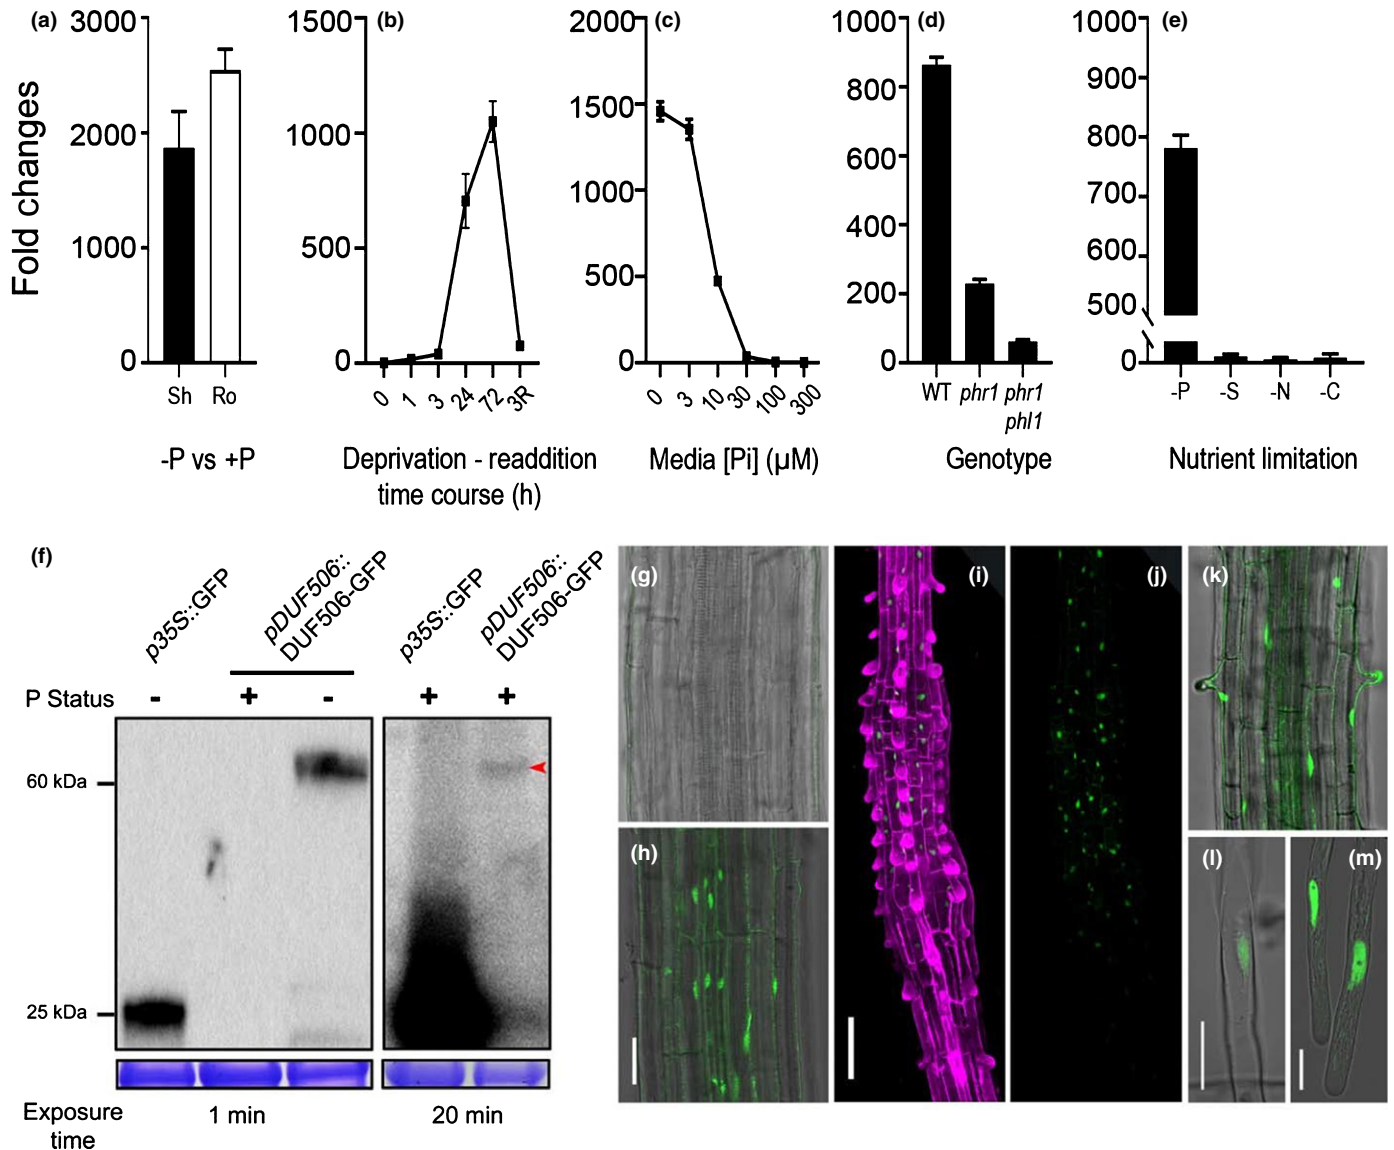 (a)
Fold changes
3000
2000
1000
0
Sh Ro
-P vs +P
(b)
1500
1000
500
0
0 1 3 24 72 3R
Deprivation - readdition
time course (h)
(c)
2000
1500
1000
500
0
0 3 10 30 100 300
Media [Pi] (µM)
(d)
1000
800
600
400
200
0
WT phr1 phr1
phl1
Genotype
(e)
1000
900
800
700
600
500
0
-P -S -N -C
Nutrient limitation
(f)
p35S::GFP
pDUF506::
DUF506-GFP
p35S::GFP
pDUF506::
DUF506-GFP
P Status - + - + +
60 kDa
25 kDa
Exposure
time
1 min 20 min
(g)
(h)
(i)
(j)
(k)
(l)
(m)